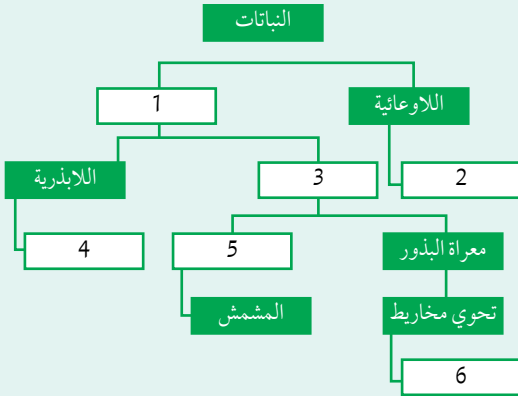 النباتات
اللاوعائية
1
2
3
اللابذرية
معراة البذور
5
4
تحوي مخاريط
المشمش
6